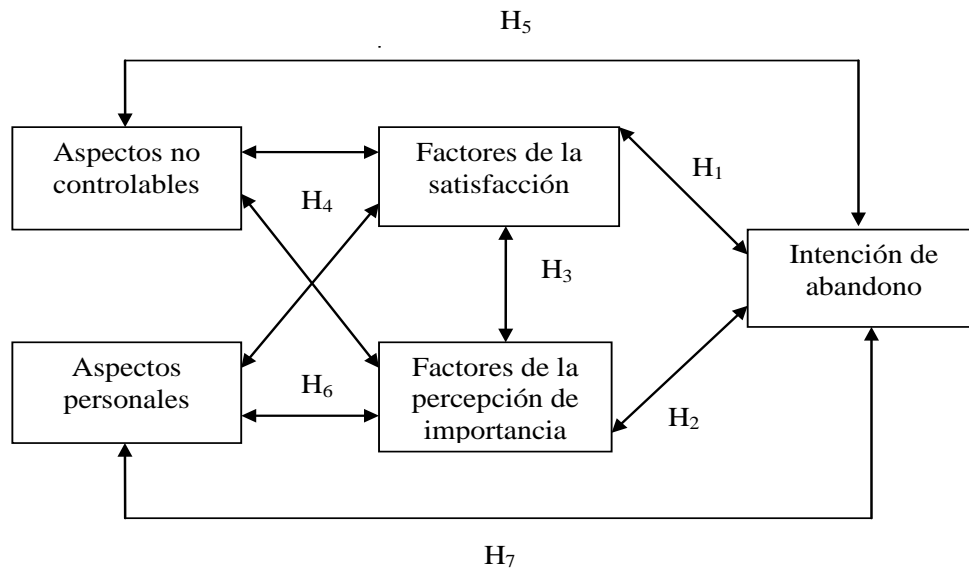 H₅
Aspectos no
controlables
Factores de la
satisfacción
H₁
H₄
Intención de
abandono
H₃
Aspectos
personales
Factores de la
percepción de
importancia
H₆
H₂
H₇